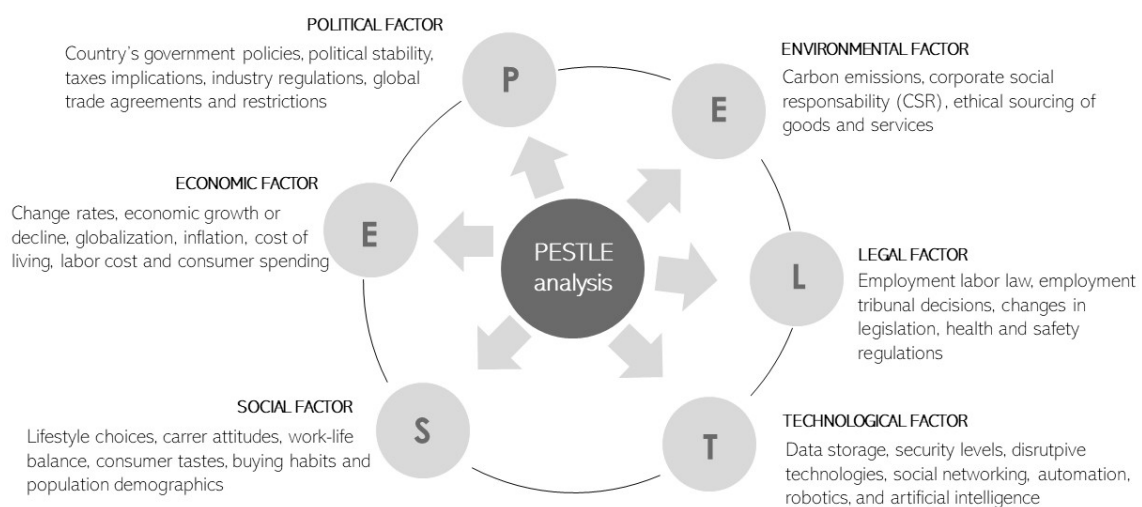 POLITICAL FACTOR
Country's government policies, political stability,
taxes implications, industry regulations, global
trade agreements and restrictions
P
ENVIRONMENTAL FACTOR
Carbon emissions, corporate social
responsability (CSR), ethical sourcing of
goods and services
E
ECONOMIC FACTOR
Change rates, economic growth or
decline, globalization, inflation, cost of
living, labor cost and consumer spending
E
PESTLE
analysis
LEGAL FACTOR
Employment labor law, employment
tribunal decisions, changes in
legislation, health and safety
regulations
L
SOCIAL FACTOR
Lifestyle choices, carrer attitudes, work-life
balance, consumer tastes, buying habits and
population demographics
S
TECHNOLOGICAL FACTOR
Data storage, security levels, disrutpive
technologies, social networking, automation,
robotics, and artificial intelligence
T